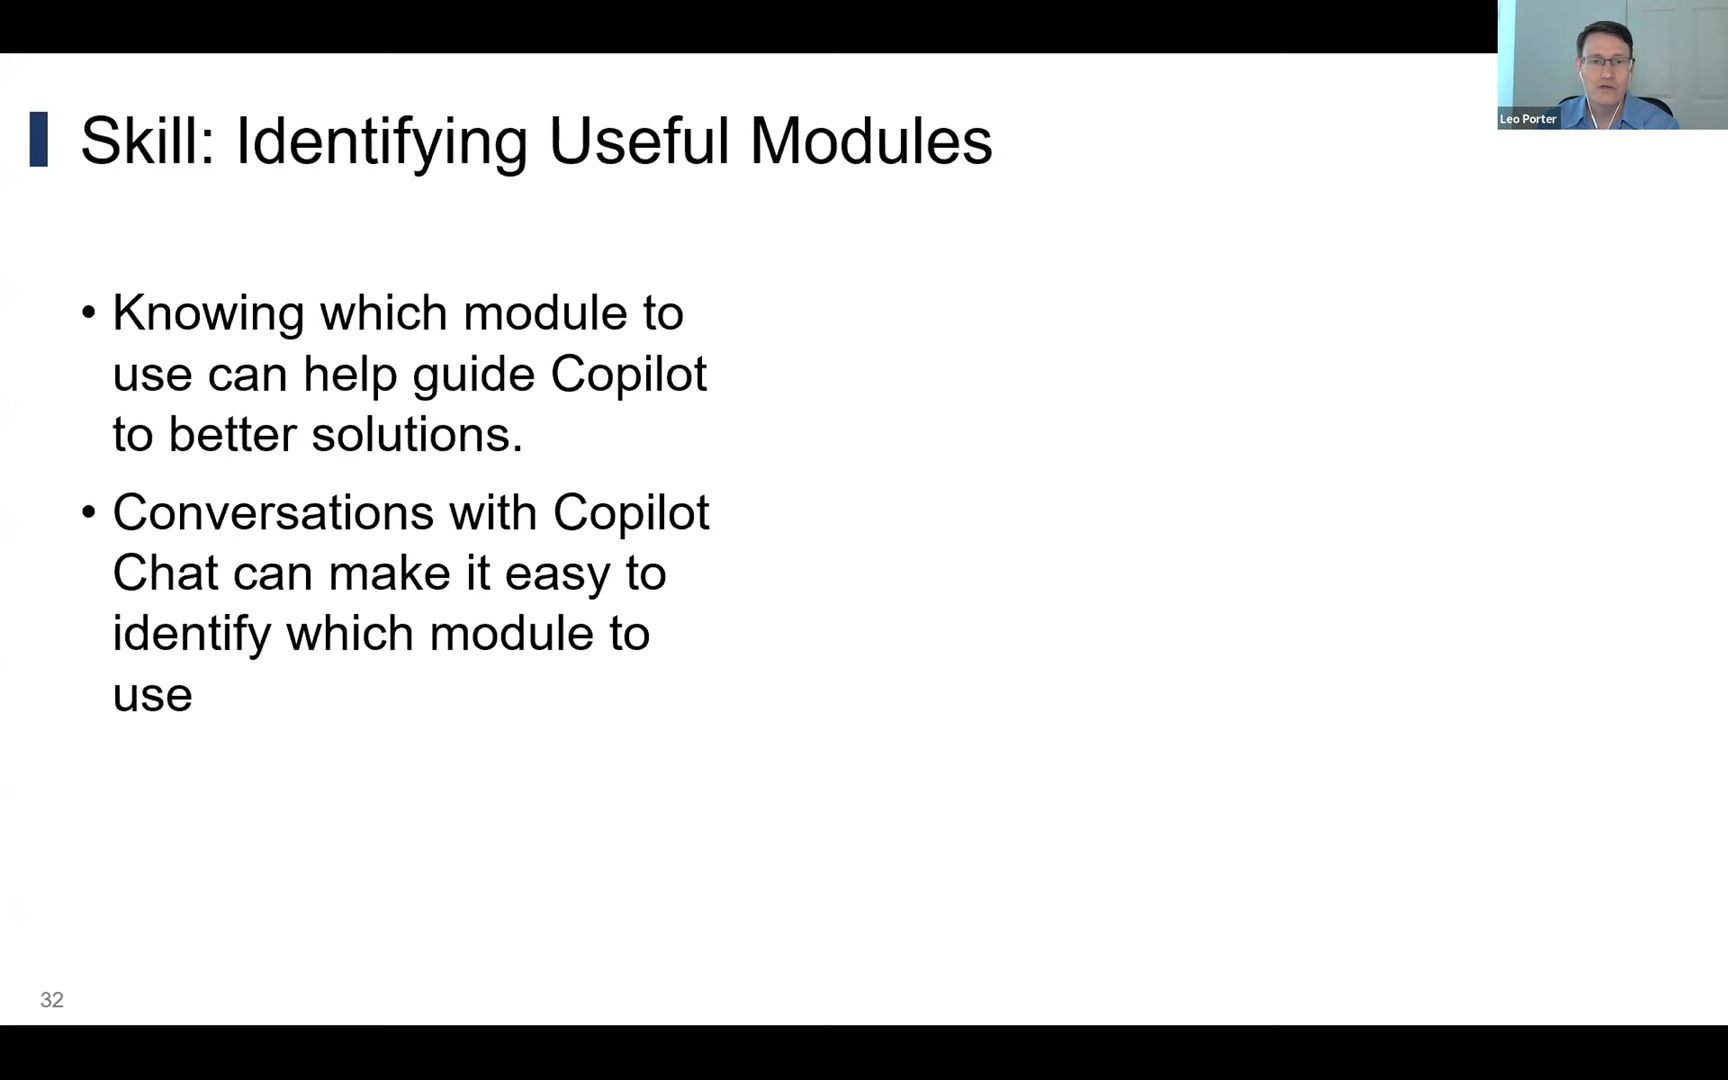 Leo Porter
Skill: Identifying Useful Modules
• Knowing which module to
use can help guide Copilot
to better solutions.
• Conversations with Copilot
Chat can make it easy to
identify which module to
use
32